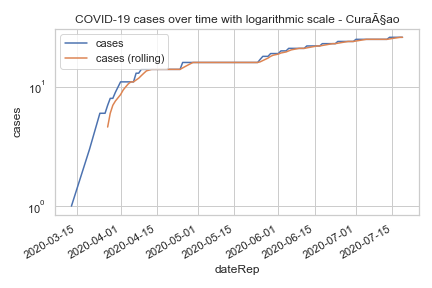 COVID-19 cases over time with logarithmic scale - CuraÃ§ao
cases
cases (rolling)
10¹
10⁰
cases
2020-03-15
2020-04-01
2020-04-15
2020-05-01
2020-05-15
2020-06-01
2020-06-15
2020-07-01
2020-07-15
dateRep